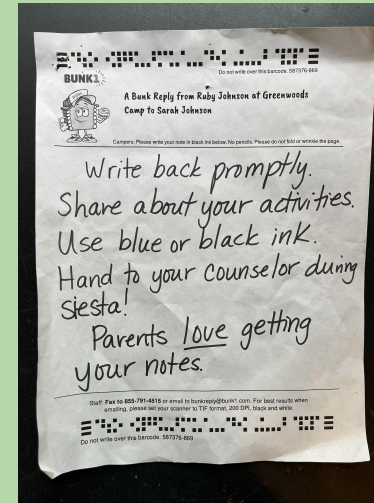 Do not write over this barcode. 587376-869
BUNK1
A Bunk Reply from Ruby Johnson at Greenwoods
Camp to Sarah Johnson
Campers: Please write your note in black ink below. No pencils. Please do not fold or wrinkle the page.
Write back promptly.
Share about your activities.
Use blue or black ink.
Hand to your counselor during
siesta!
Parents love getting
your notes.
Staff: Fax to 855-791-4515 or email to bunkreply@bunk1.com. For best results when
emailing, please set your scanner to TIF format, 200 DPI, black and white.
Do not write over this barcode. 587376-869